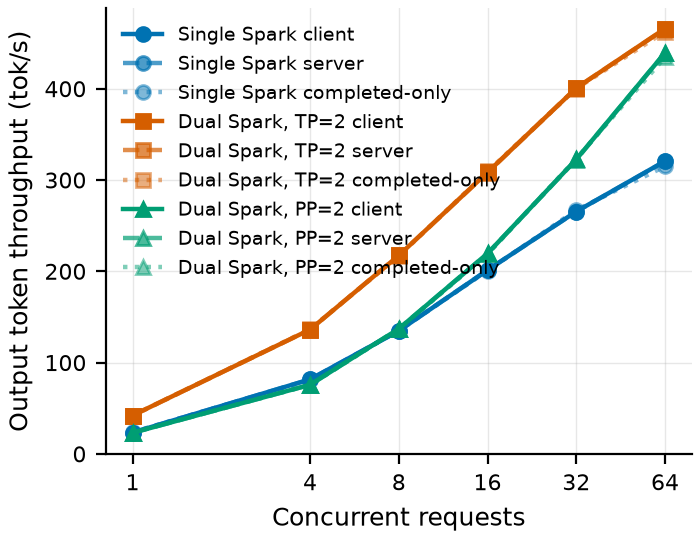 Output token throughput (tok/s)
400
300
200
100
0
Single Spark client
Single Spark server
Single Spark completed-only
Dual Spark, TP=2 client
Dual Spark, TP=2 server
Dual Spark, TP=2 completed-only
Dual Spark, PP=2 client
Dual Spark, PP=2 server
Dual Spark, PP=2 completed-only
1 4 8 16 32 64
Concurrent requests